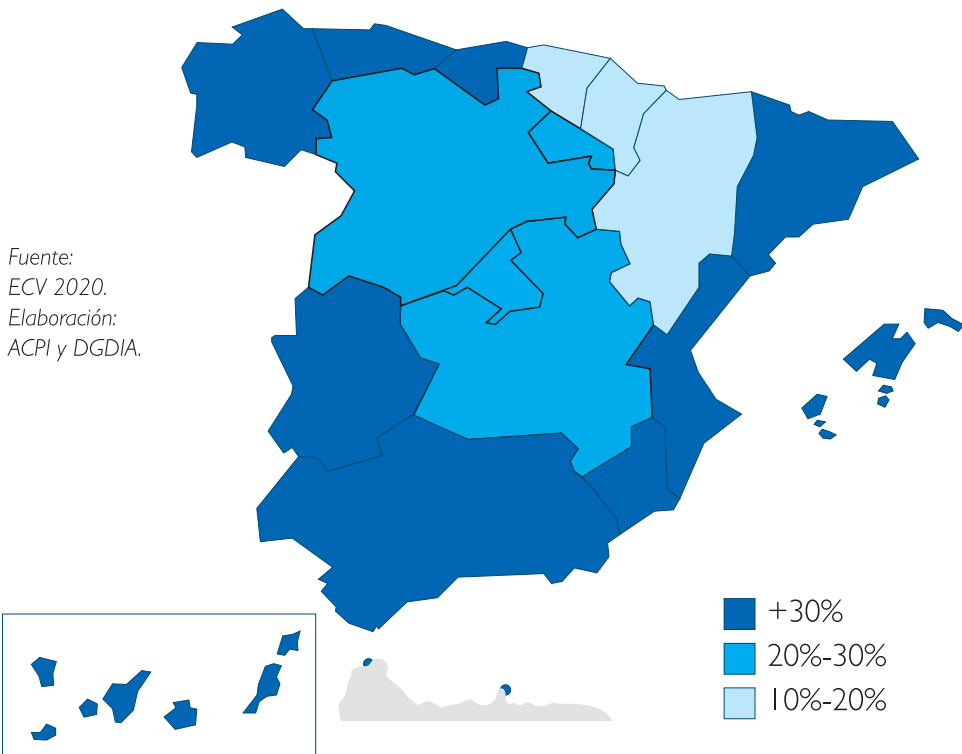 Fuente:
ECV 2020.
Elaboración:
ACPI y DGDIA.
+30%
20%-30%
10%-20%